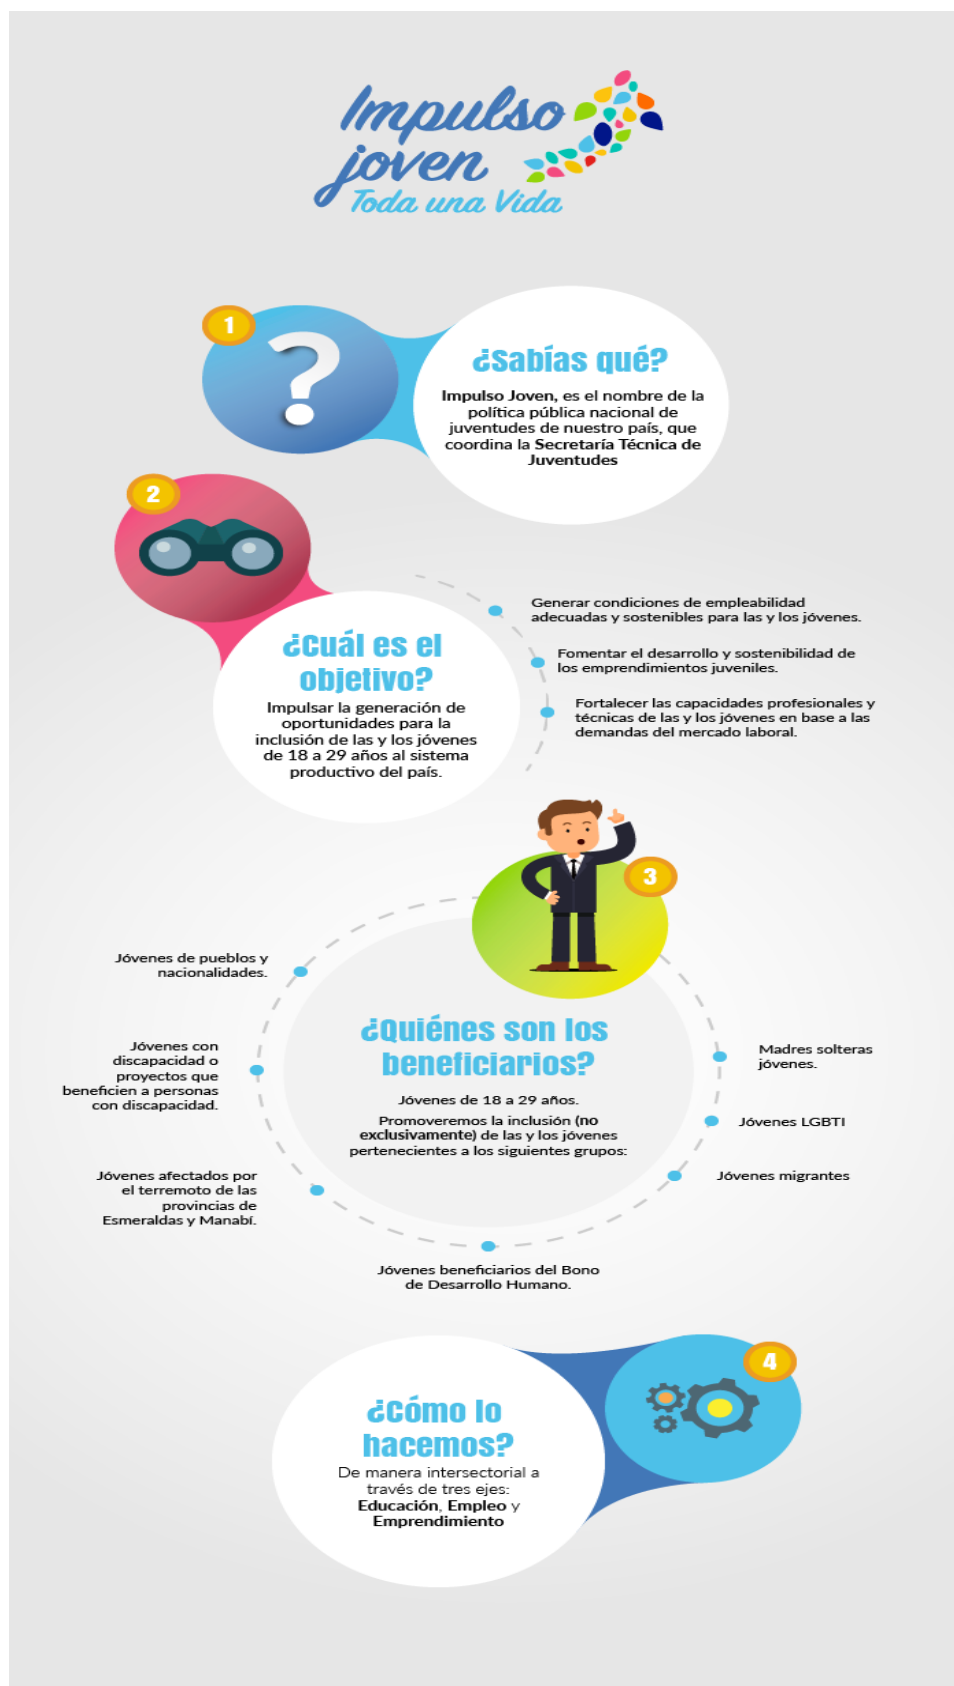 Impulso
joven
Toda una Vida
1
?
¿Sabías qué?
Impulso Joven, es el nombre de la
política pública nacional de
juventudes de nuestro país, que
coordina la Secretaría Técnica de
Juventudes
2
¿Cuál es el
objetivo?
Impulsar la generación de
oportunidades para la
inclusión de las y los jóvenes
de 18 a 29 años al sistema
productivo del país.
Generar condiciones de empleabilidad
adecuadas y sostenibles para las y los jóvenes.
Fomentar el desarrollo y sostenibilidad de
los emprendimientos juveniles.
Fortalecer las capacidades profesionales y
técnicas de las y los jóvenes en base a las
demandas del mercado laboral.
3
¿Quiénes son los
beneficiarios?
Jóvenes de 18 a 29 años.
Promoveremos la inclusión (no
exclusivamente) de las y los jóvenes
pertenecientes a los siguientes grupos:
Jóvenes de pueblos y
nacionalidades.
Jóvenes con
discapacidad o
proyectos que
beneficien a personas
con discapacidad.
Jóvenes afectados por
el terremoto de las
provincias de
Esmeraldas y Manabí.
Jóvenes beneficiarios del Bono
de Desarrollo Humano.
Madres solteras
jóvenes.
Jóvenes LGBTI
Jóvenes migrantes
4
¿Cómo lo
hacemos?
De manera intersectorial a
través de tres ejes:
Educación, Empleo y
Emprendimiento